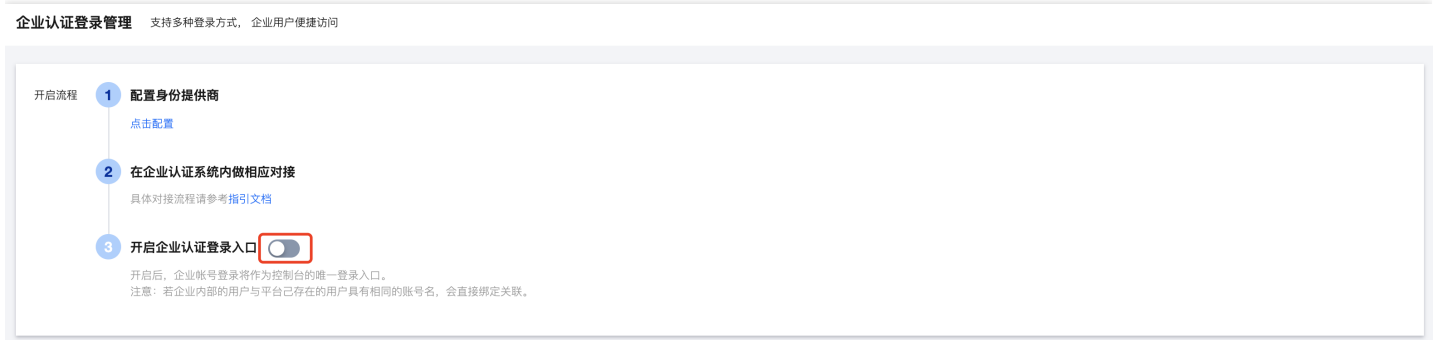 企业认证登录管理 支持多种登录方式， 企业用户便捷访问
开启流程 1 配置身份提供商
点击配置
2 在企业认证系统内做相应对接
具体对接流程请参考指引文档
3 开启企业认证登录入口
开启后，企业帐号登录将作为控制台的唯一登录入口。
注意：若企业内部的用户与平台已存在的用户具有相同的账号名，会直接绑定关联。